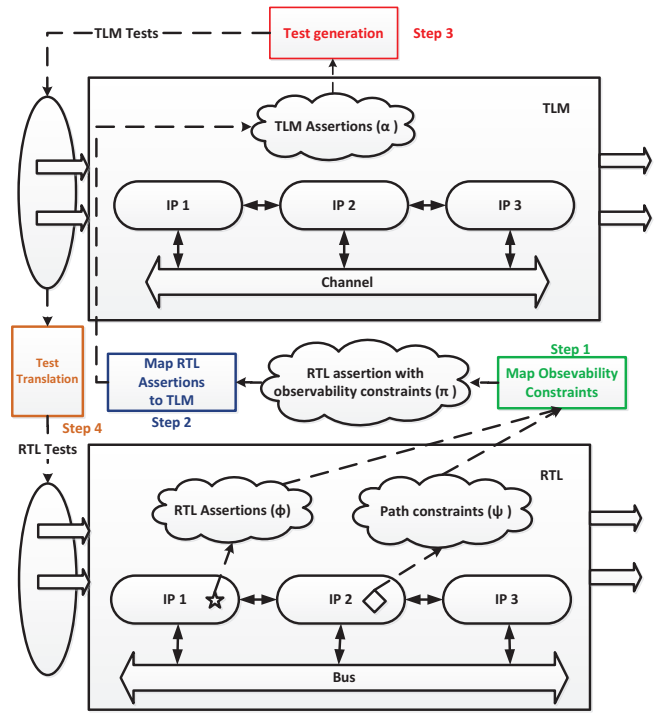 TLM Tests
Test generation
Step 3
TLM
TLM Assertions (α )
IP 1
IP 2
IP 3
Channel
Test
Translation
Step 4
Map RTL
Assertions
to TLM
Step 2
RTL assertion with
observability constraints (π )
Step 1
Map Obsevability
Constraints
RTL Tests
RTL
RTL Assertions (ϕ)
Path constraints (ψ )
IP 1
IP 2
IP 3
Bus